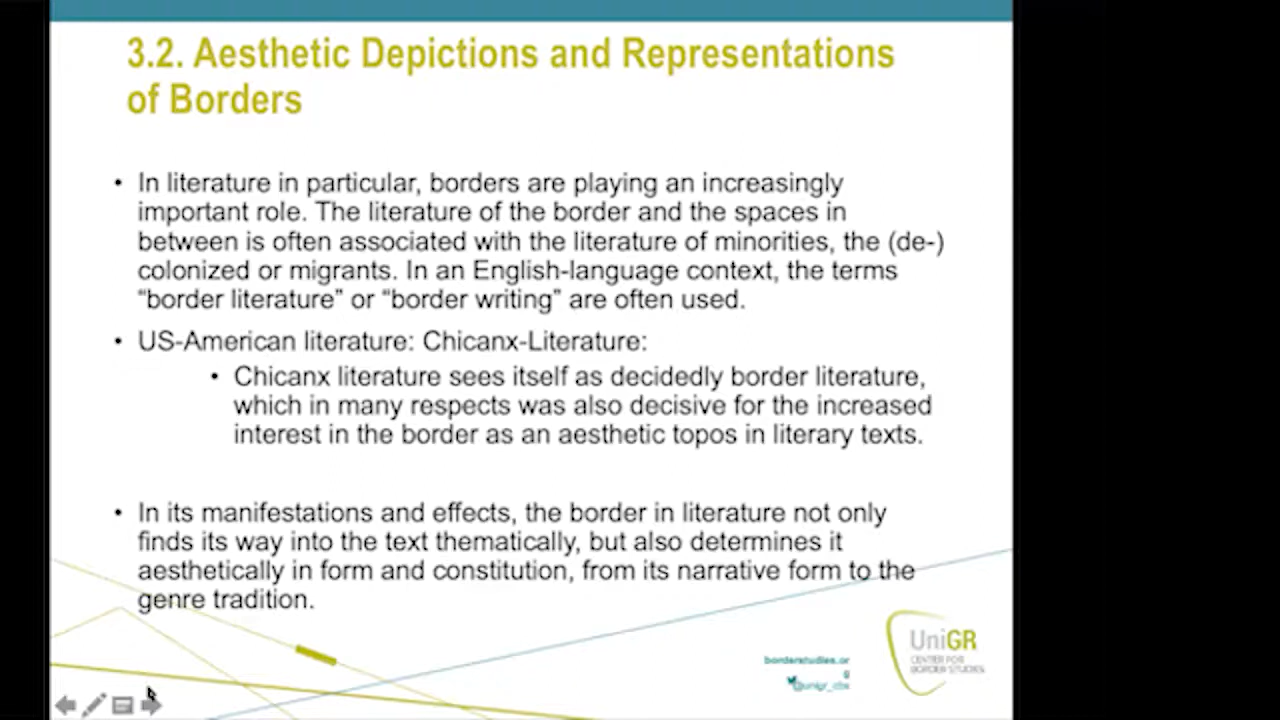 3.2. Aesthetic Depictions and Representations
of Borders
• In literature in particular, borders are playing an increasingly
important role. The literature of the border and the spaces in
between is often associated with the literature of minorities, the (de-)
colonized or migrants. In an English-language context, the terms
“border literature” or “border writing” are often used.
• US-American literature: Chicanx-Literature:
• Chicanx literature sees itself as decidedly border literature,
which in many respects was also decisive for the increased
interest in the border as an aesthetic topos in literary texts.
• In its manifestations and effects, the border in literature not only
finds its way into the text thematically, but also determines it
aesthetically in form and constitution, from its narrative form to the
genre tradition.
borderstudies.or
g
@unigr_cbs
UniGR
CENTER FOR
BORDER STUDIES